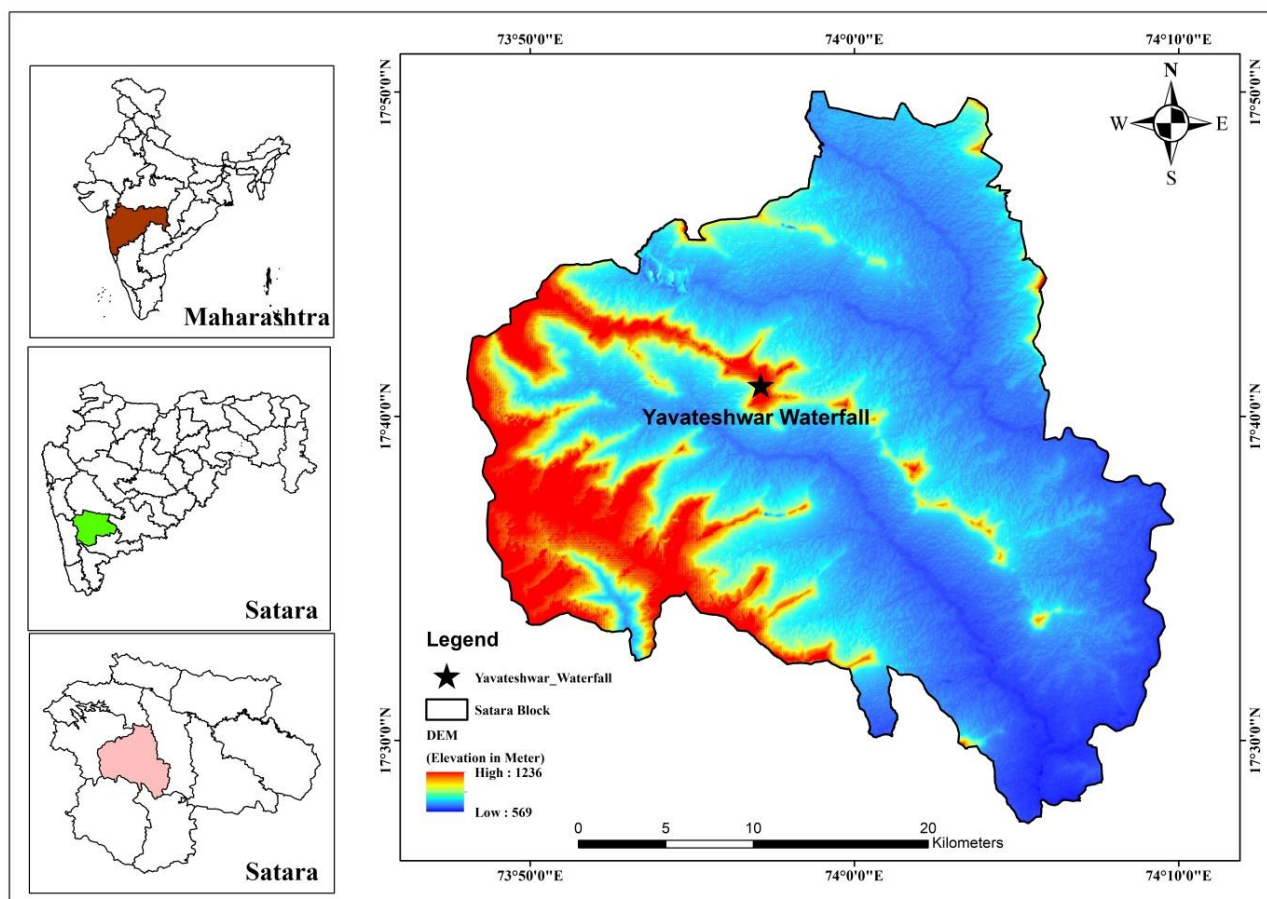 Maharashtra
Satara
Satara
73°50'0"E
74°0'0"E
74°10'0"E
17°50'0"N
17°40'0"N
17°30'0"N
17°50'0"N
17°40'0"N
17°30'0"N
N
W
E
S
Yavateshwar Waterfall
Legend
Yavateshwar_Waterfall
Satara Block
DEM
(Elevation in Meter)
High : 1236
Low : 569
0 5 10 20
Kilometers
73°50'0"E
74°0'0"E
74°10'0"E